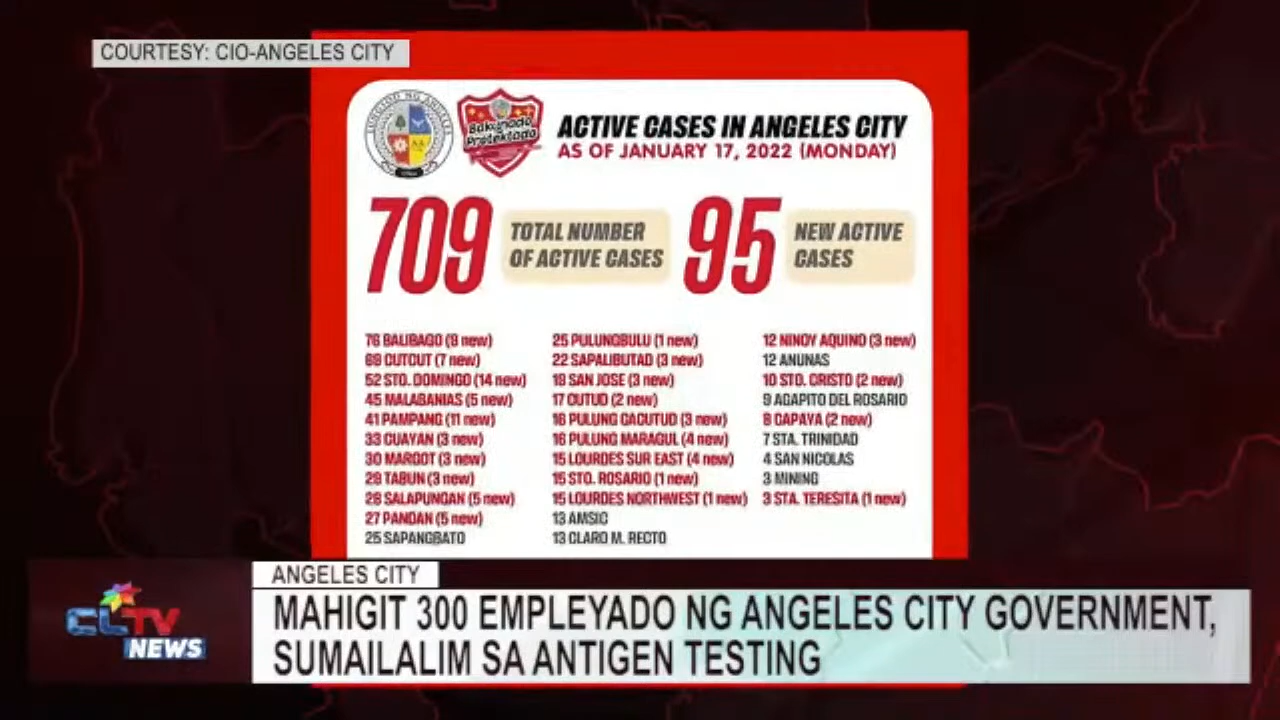 COURTESY: CIO-ANGELES CITY
Bakunado
Protektado
ACTIVE CASES IN ANGELES CITY
AS OF JANUARY 17, 2022 (MONDAY)
709
TOTAL NUMBER
OF ACTIVE CASES
95
NEW ACTIVE
CASES
76 BALIBAGO (8 new)
69 CUTCUT (7 new)
52 STO. DOMINGO (14 new)
45 MALABANIAS (5 new)
41 PAMPANG (11 new)
33 CUAYAN (3 new)
30 MARGOT (3 new)
29 TABUN (3 new)
28 SALAPUNGAN (5 new)
27 PANDAN (5 new)
25 SAPANGBATO
25 PULUNGBULU (1 new)
22 SAPALIBUTAD (3 new)
18 SAN JOSE (3 new)
17 CUTUD (2 new)
16 PULUNG CACUTUD (3 new)
16 PULUNG MARAGUL (4 new)
15 LOURDES SUR EAST (4 new)
15 STO. ROSARIO (1 new)
15 LOURDES NORTHWEST (1 new)
13 AMSIC
13 CLARO M. RECTO
12 NINOY AQUINO (3 new)
12 ANUNAS
10 STO. CRISTO (2 new)
9 AGAPITO DEL ROSARIO
8 CAPAYA (2 new)
7 STA. TRINIDAD
4 SAN NICOLAS
3 MINING
3 STA. TERESITA (1 new)
ANGELES CITY
MAHIGIT 300 EMPLEYADO NG ANGELES CITY GOVERNMENT,
SUMAILALIM SA ANTIGEN TESTING
CLTV
NEWS